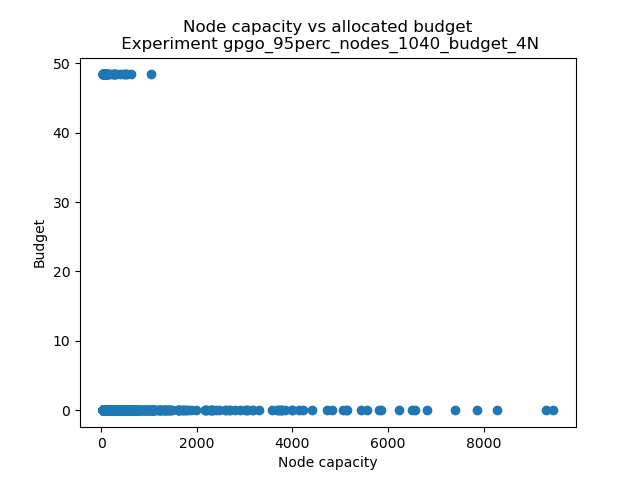 Node capacity vs allocated budget
Experiment gpgo_95perc_nodes_1040_budget_4N
50
40
30
20
10
0
Budget
0 2000 4000 6000 8000
Node capacity